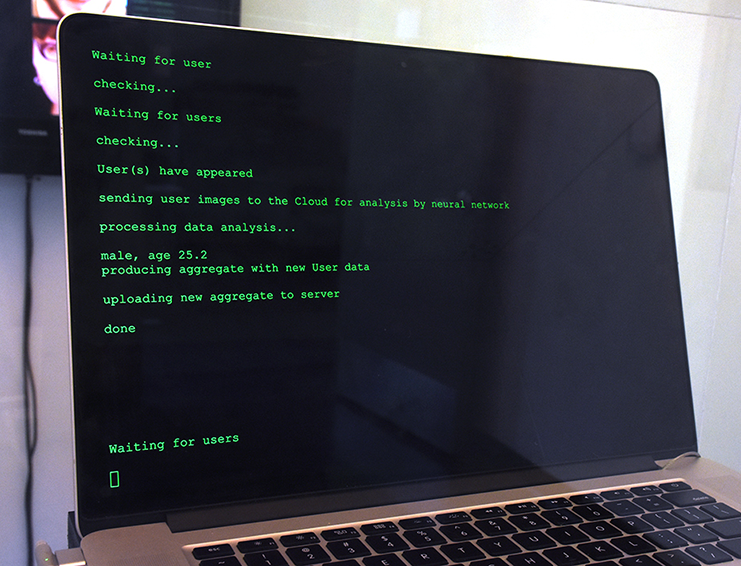 TOSHIBA
Waiting for user
checking...
Waiting for users
checking...
User(s) have appeared
sending user images to the Cloud for analysis by neural network
processing data analysis...
male, age 25.2
producing aggregate with new User data
uploading new aggregate to server
done
Waiting for users
esc
Q W E R T Y U I O P